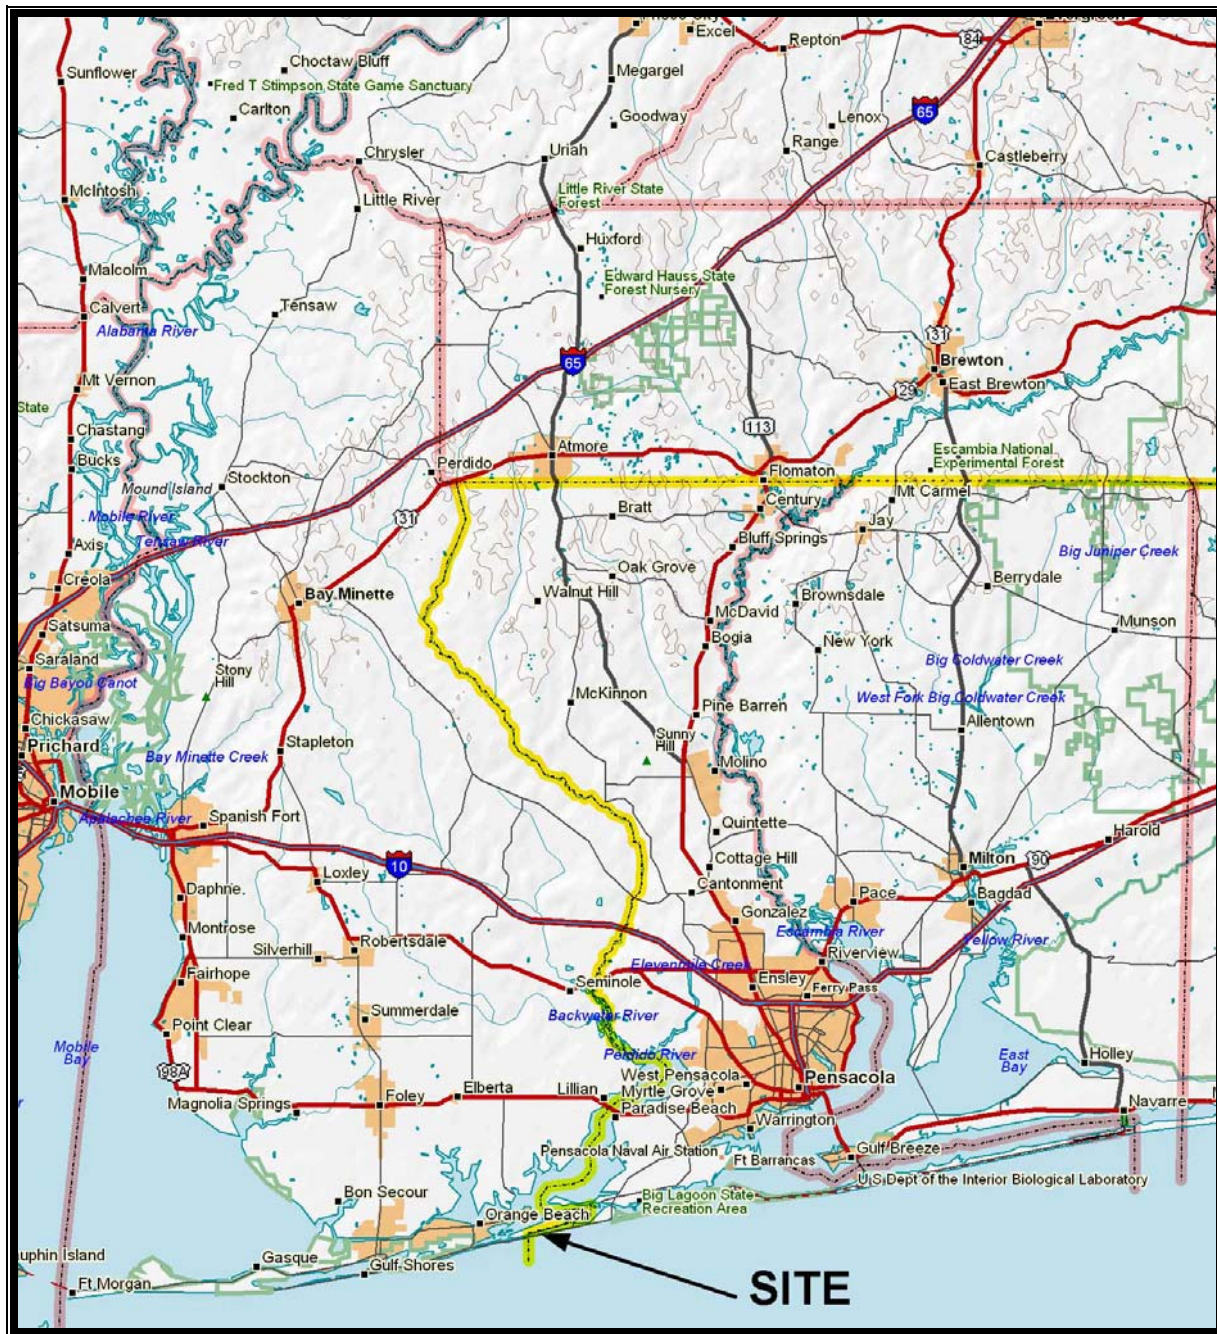 Excel
Repton
84
Evergreen
Choctaw Bluff
Sunflower
Megargel
Fred T Stimpson State Game Sanctuary
Carlton
Goodway
Lenox
65
Range
Chrysler
Uriah
Castleberry
McIntosh
Little River
Little River State
Forest
Huxford
Malcolm
Edward Hauss State
Forest Nursery
Tensaw
Calvert
Alabama River
31
65
Brewton
Mt Vernon
29
East Brewton
State
Chastang
113
Bucks
Perdido
Atmore
Flomaton
Escambia National
Experimental Forest
Stockton
Mound Island
Mt Carmel
Century
Mobile River
31
Bratt
Jay
Tensaw River
Bluff Springs
Axis
Big Juniper Creek
Creola
Oak Grove
Bay Minette
Walnut Hill
Berrydale
Brownsdale
McDavid
Satsuma
Munson
Bogia
New York
Saraland
Stony
Hill
Big Coldwater Creek
Big Bayou Canot
McKinnon
West Fork Big Coldwater Creek
Chickasaw
Pine Barren
Allentown
Prichard
Sunny
Hill
Stapleton
Bay Minette Creek
Molino
Mobile
Apalachee River
Spanish Fort
Quintette
Harold
10
Cottage Hill
Milton
90
Loxley
Cantonment
Daphne
Pace
Bagdad
Gonzalez
Montrose
Escambia River
Yellow River
Silverhill
Robertsdale
Riverview
Elevenmile Creek
Fairhope
Seminole
Ensley
Ferry Pass
Summerdale
Backwater River
Point Clear
Mobile
Bay
Perdido River
East
Bay
Holley
98A
West Pensacola
Pensacola
Elberta
Lillian
Myrtle Grove
Magnolia Springs
Foley
Paradise Beach
Navarre
Warrington
Pensacola Naval Air Station
Ft Barrancas
Gulf Breeze
U S Dept of the Interior Biological Laboratory
Bon Secour
Big Lagoon State
Recreation Area
Orange Beach
Gasque
Gulf Shores
Ft Morgan
SITE